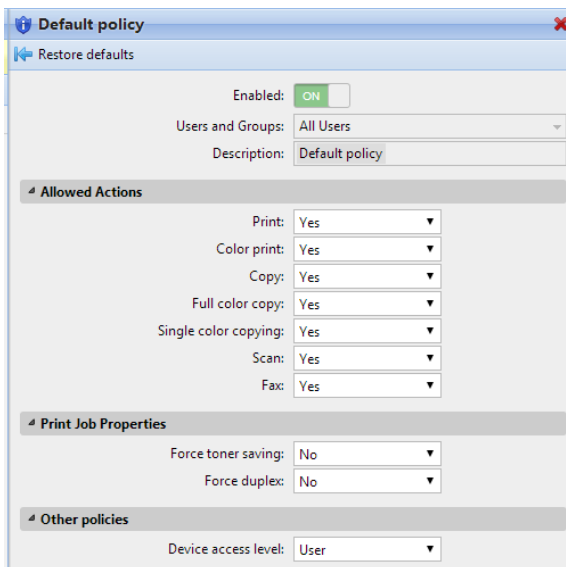 Default policy
Restore defaults
Enabled: ON
Users and Groups: All Users
Description: Default policy
Allowed Actions
Print: Yes
Color print: Yes
Copy: Yes
Full color copy: Yes
Single color copying: Yes
Scan: Yes
Fax: Yes
Print Job Properties
Force toner saving: No
Force duplex: No
Other policies
Device access level: User